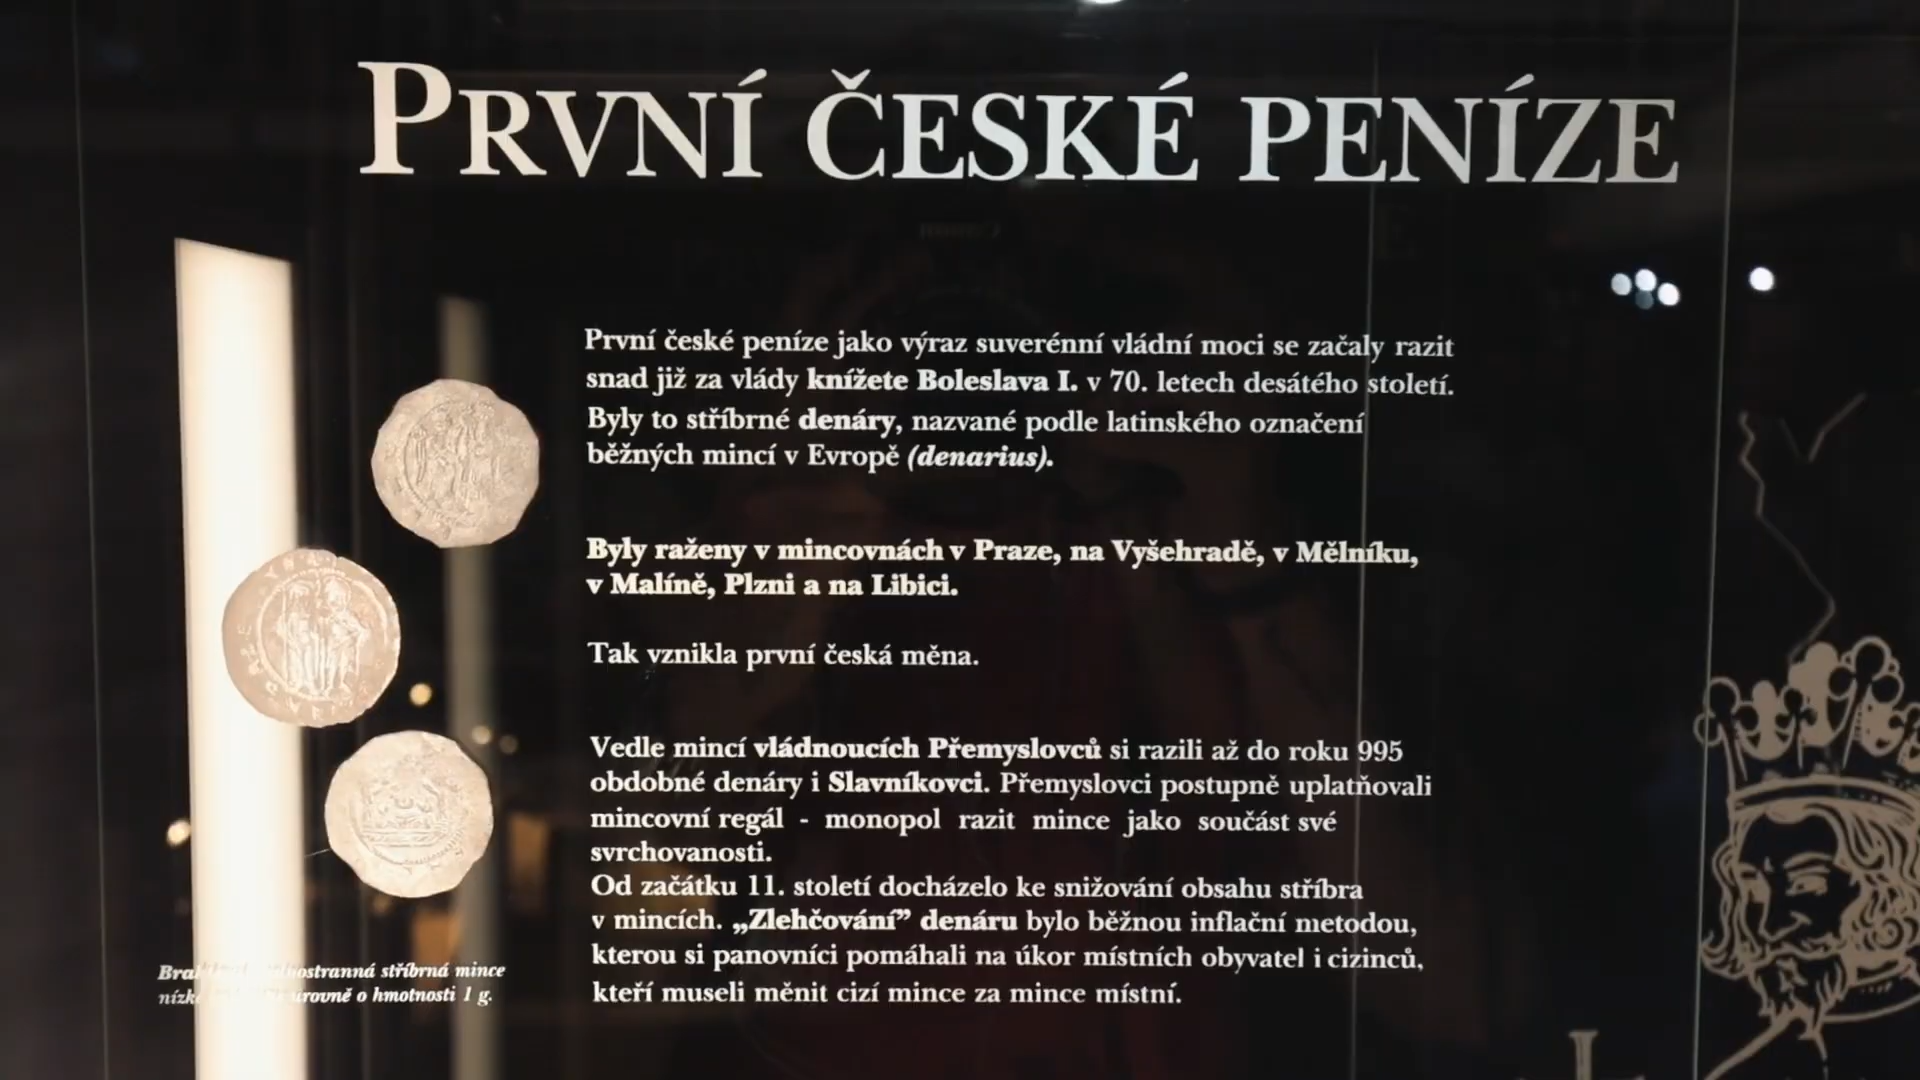 PRVNÍ ČESKÉ PENÍZE
První české peníze jako výraz suverénní vládní moci se začaly razit
snad již za vlády knížete Boleslava I. v 70. letech desátého století.
Byly to stříbrné denáry, nazvané podle latinského označení
běžných mincí v Evropě (denarius).
Byly raženy v mincovnách v Praze, na Vyšehradě, v Mělníku,
v Malíně, Plzni a na Libici.
Tak vznikla první česká měna.
Vedle mincí vládnoucích Přemyslovců si razili až do roku 995
obdobné denáry i Slavníkovci. Přemyslovci postupně uplatňovali
mincovní regál - monopol razit mince jako součást své
svrchovanosti.
Od začátku 11. století docházelo ke snižování obsahu stříbra
v mincích. „Zlehčování” denáru bylo běžnou inflační metodou,
kterou si panovníci pomáhali na úkor místních obyvatel i cizinců,
kteří museli měnit cizí mince za mince místní.
stříbrná mince
o hmotnosti 1 g.